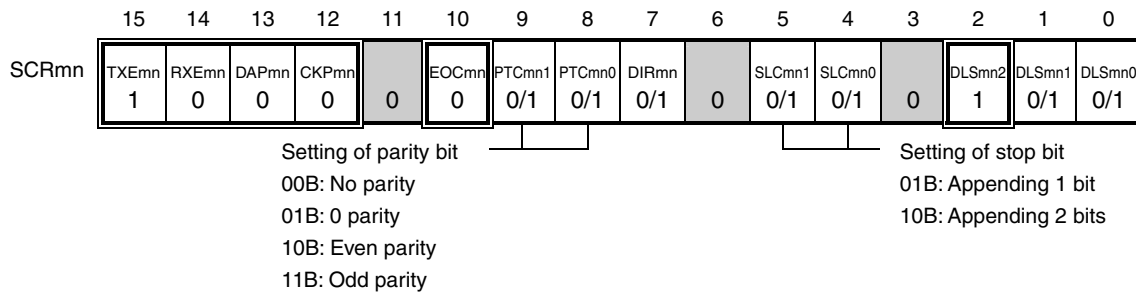 15 14 13 12 11 10 9 8 7 6 5 4 3 2 1 0
SCRmn TXEmn RXEmn DAPmn CKPmn EOCmn PTCmn1 PTCmn0 DIRmn SLCmn1 SLCmn0 DLSmn2 DLSmn1 DLSmn0
1 0 0 0 0 0 0/1 0/1 0/1 0 0/1 0/1 0 1 0/1 0/1
Setting of parity bit
00B: No parity
01B: 0 parity
10B: Even parity
11B: Odd parity
Setting of stop bit
01B: Appending 1 bit
10B: Appending 2 bits